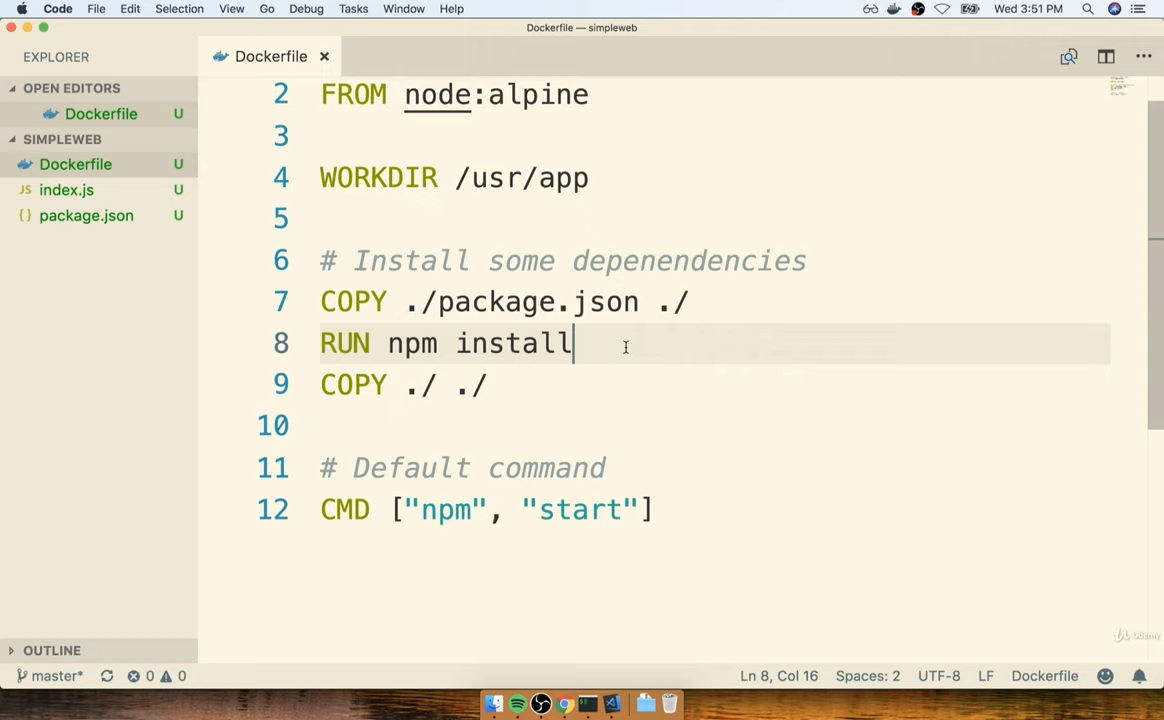 Code File Edit Selection View Go Debug Tasks Window Help Wed 3:51 PM
Dockerfile — simpleweb
EXPLORER
Dockerfile
OPEN EDITORS
Dockerfile U
SIMPLEWEB
Dockerfile U
JS index.js U
{} package.json U
2 FROM node:alpine
3
4 WORKDIR /usr/app
5
6 # Install some depenendencies
7 COPY ./package.json ./
8 RUN npm install
9 COPY ./ ./
10
11 # Default command
12 CMD ["npm", "start"]
Udemy
OUTLINE
master* 0 0 Ln 8, Col 16 Spaces: 2 UTF-8 LF Dockerfile